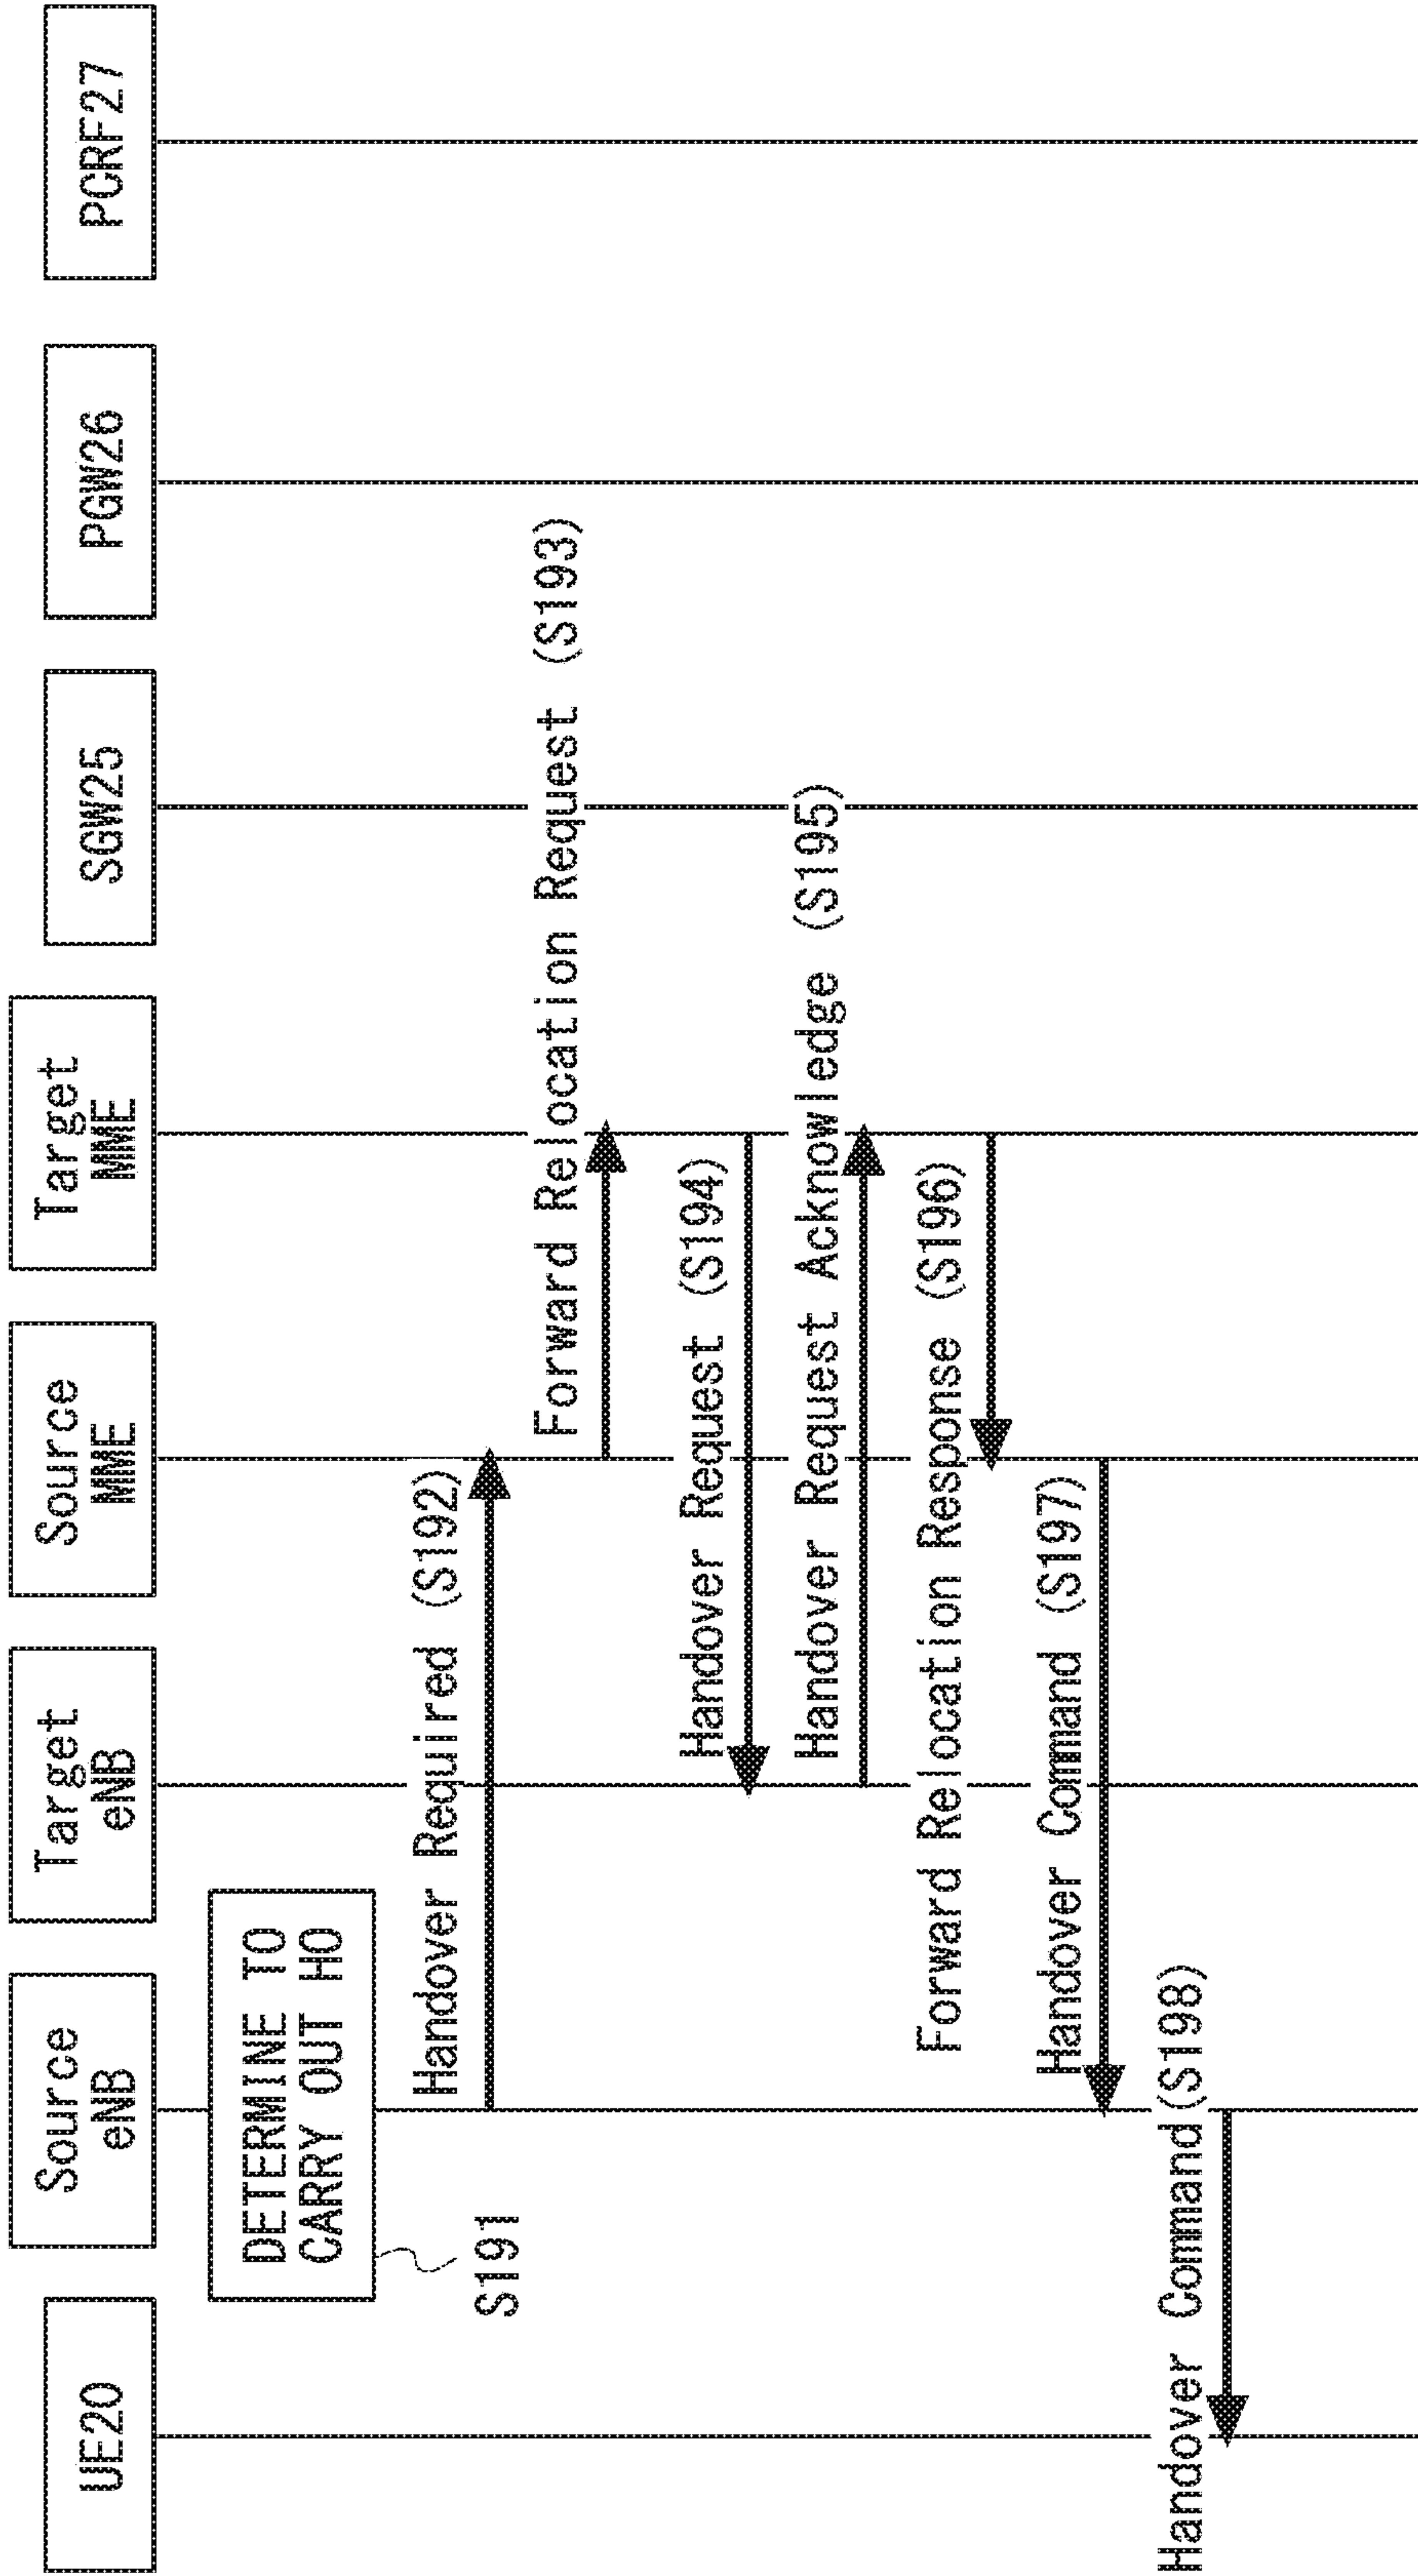 UE20
Source
eNB
Target
eNB
Source
MME
Target
MME
SGW25
PGW26
PCRF27
DETERMINE TO
CARRY OUT HO
S191
Handover Required (S192)
Forward Relocation Request (S193)
Handover Request (S194)
Handover Request Acknowledge (S195)
Forward Relocation Response (S196)
Handover Command (S197)
Handover Command(S198)